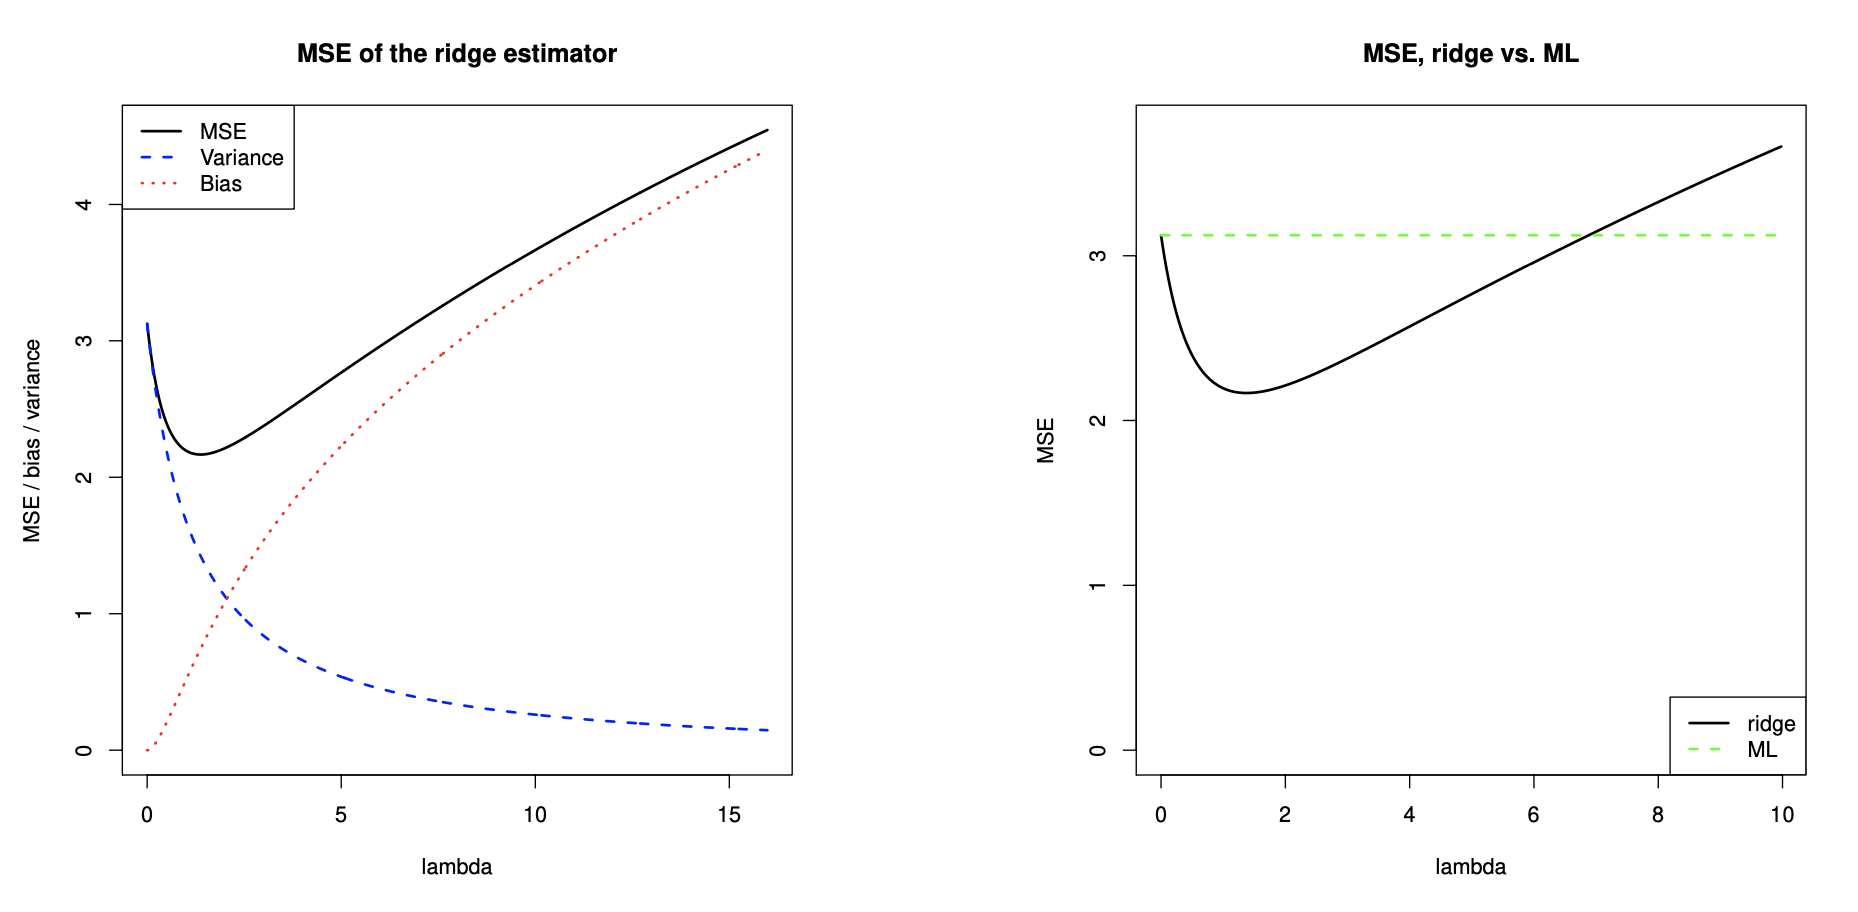 MSE of the ridge estimator
MSE
Variance
Bias
MSE / bias / variance
4
3
2
1
0
0 5 10 15
lambda
MSE, ridge vs. ML
MSE
3
2
1
0
ridge
ML
0 2 4 6 8 10
lambda